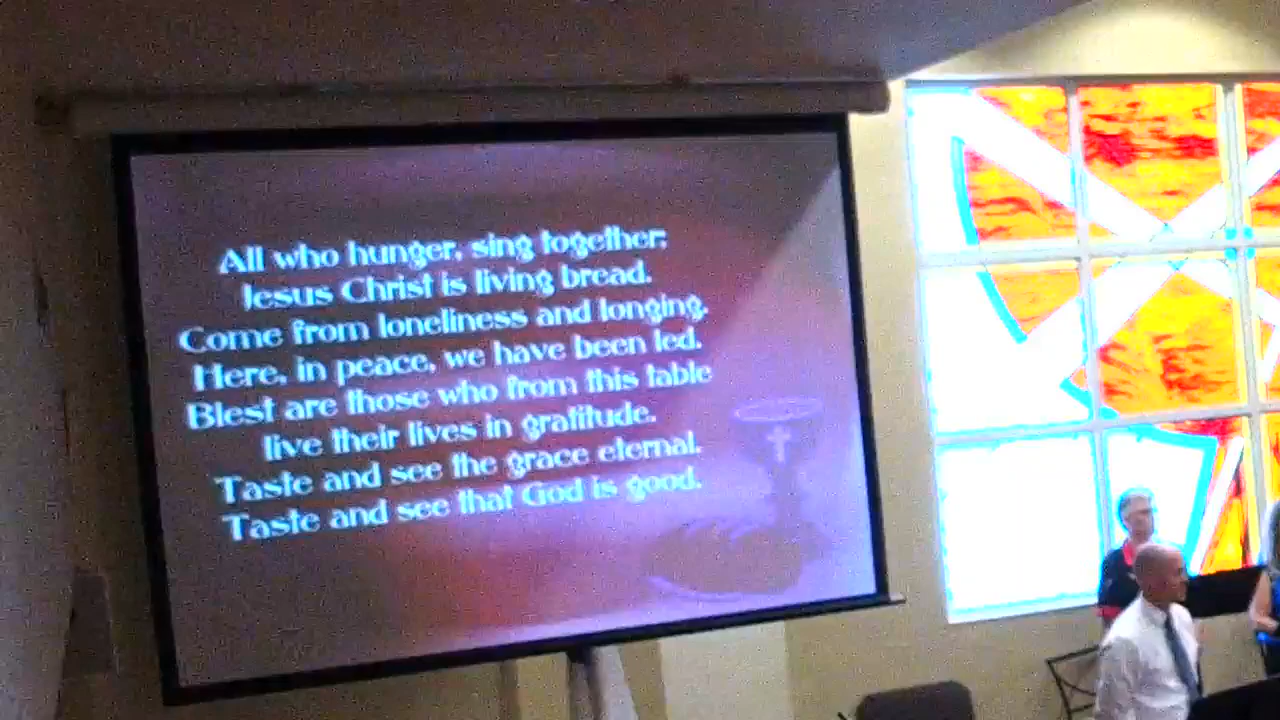 All who hunger, sing together;
Jesus Christ is living bread.
Come from loneliness and longing.
Here, in peace, we have been led.
Blest are those who from this table
live their lives in gratitude.
Taste and see the grace eternal.
Taste and see that God is good.